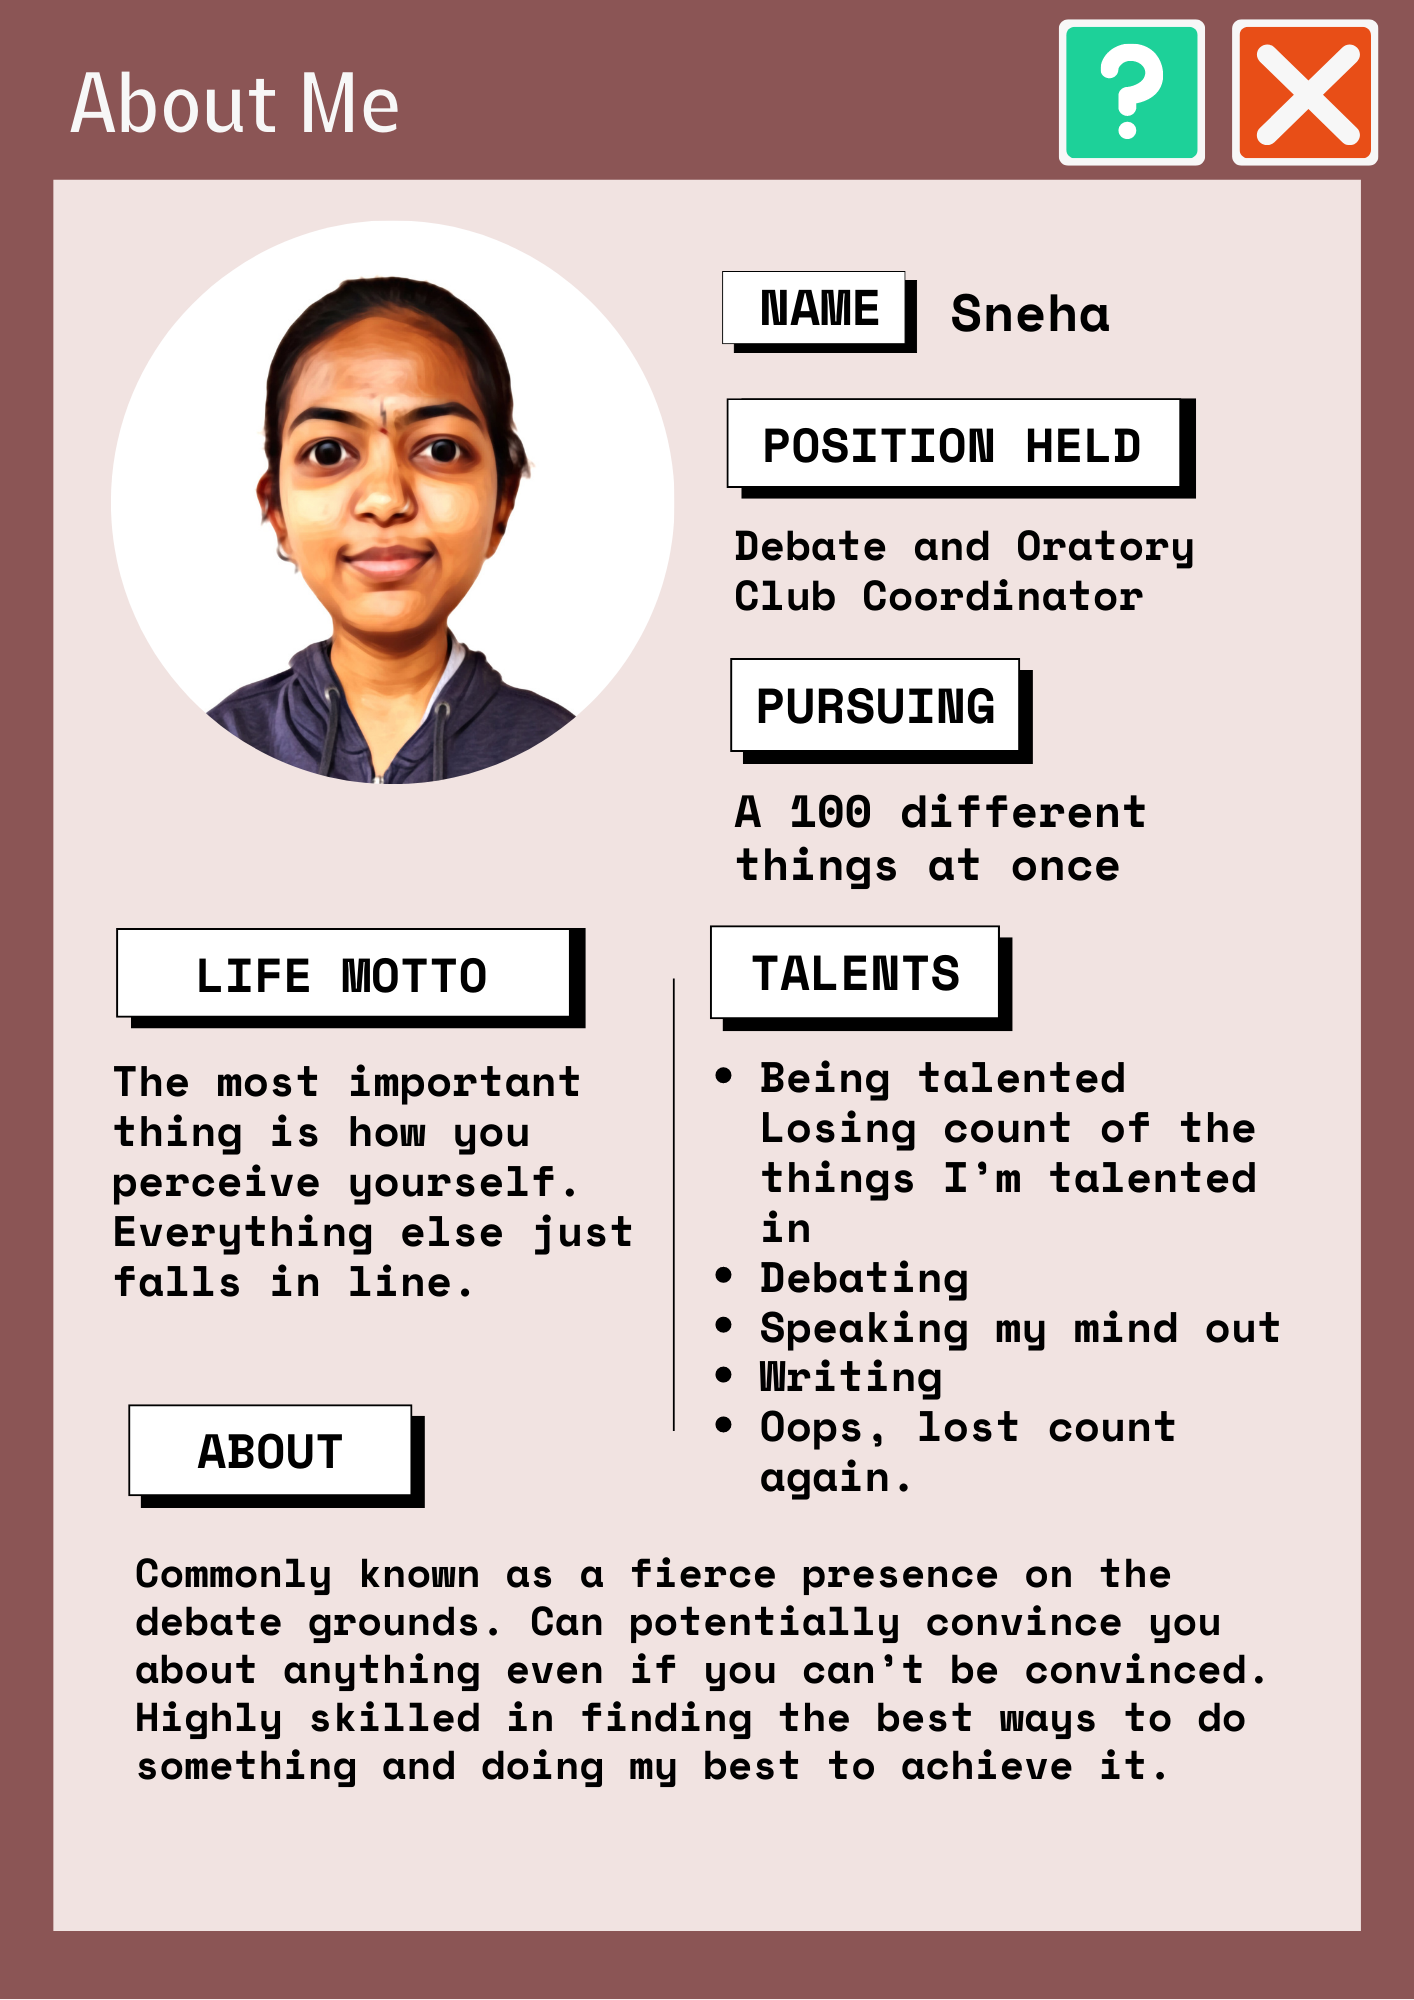 About Me
?
NAME
Sneha
POSITION HELD
Debate and Oratory
Club Coordinator
PURSUING
A 100 different
things at once
LIFE MOTTO
The most important
thing is how you
perceive yourself.
Everything else just
falls in line.
TALENTS
• Being talented
Losing count of the
things I’m talented
in
• Debating
• Speaking my mind out
• Writing
• Oops, lost count
again.
ABOUT
Commonly known as a fierce presence on the
debate grounds. Can potentially convince you
about anything even if you can’t be convinced.
Highly skilled in finding the best ways to do
something and doing my best to achieve it.